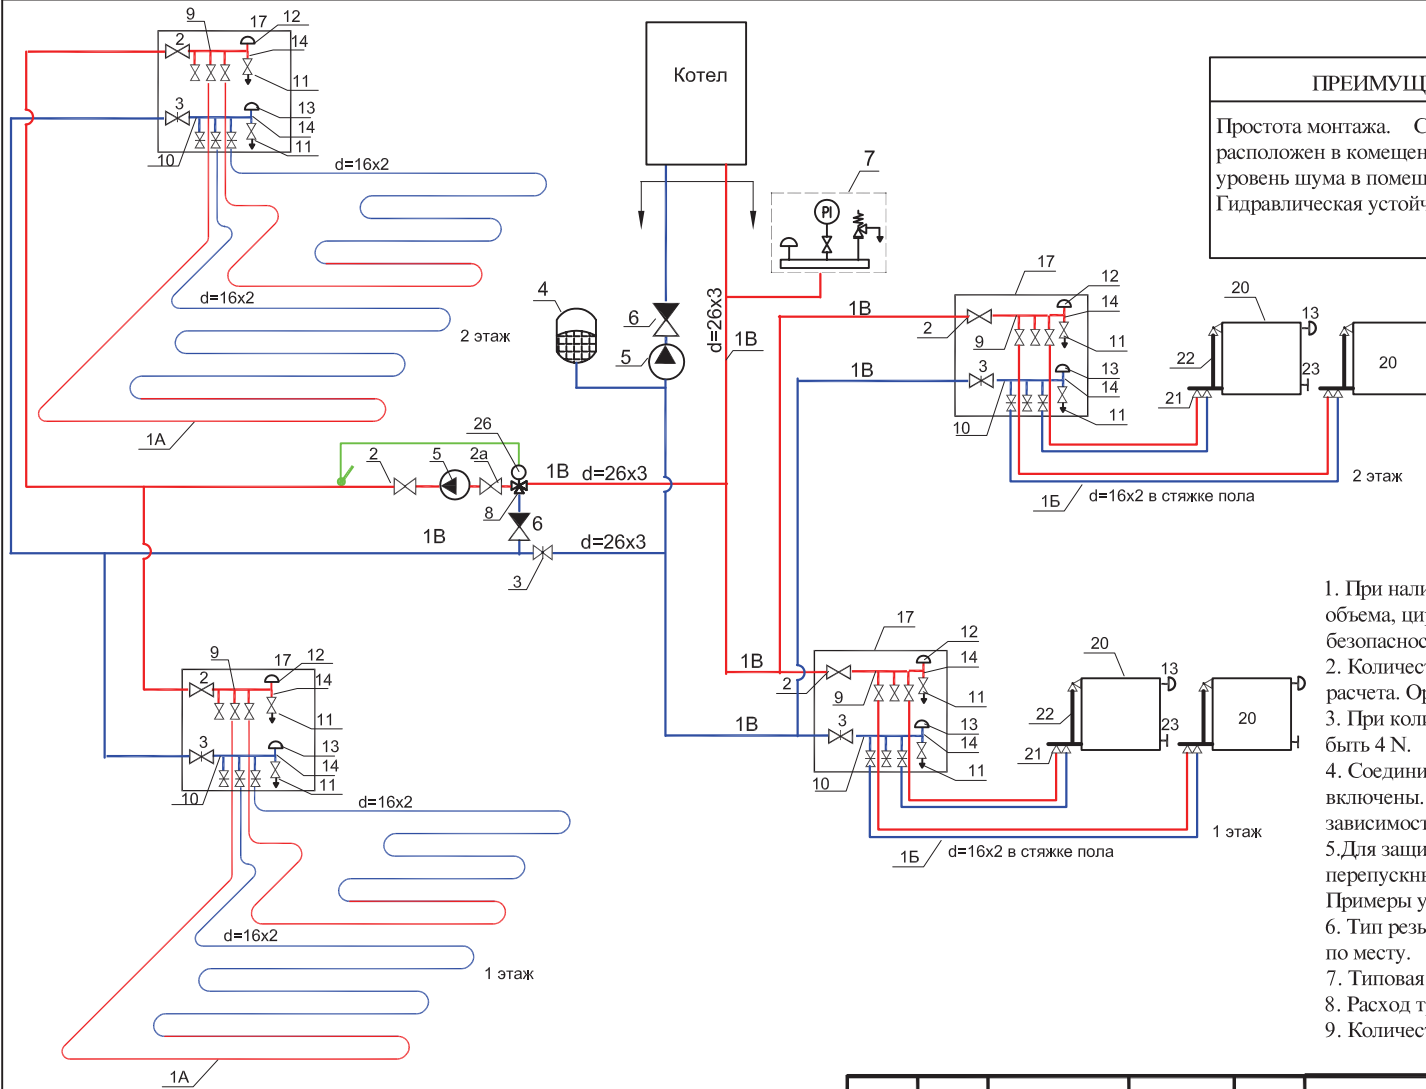 9
17
12
2
14
11
3
13
14
11
10
d=16x2
d=16x2
2 этаж
1А
Котел
7
PI
4
6
5
d=26x3
1В
ПРЕИМУЩ
Простота монтажа. С
расположен в комещен
уровень шума в помещ
Гидравлическая устойч
17
12
1В
14
2
9
11
3
13
1В
14
11
10
20
13
22
23
21
20
2 этаж
1Б
d=16x2 в стяжке пола
26
2
5
2а
1В
d=26x3
8
6
1В
d=26x3
3
9
17
12
2
14
11
3
13
14
11
10
d=16x2
d=16x2
1 этаж
1А
17
12
1В
14
2
9
11
3
13
1В
14
11
10
20
13
22
23
21
20
1 этаж
1Б
d=16x2 в стяжке пола
1. При нали
объема, ци
безопаснос
2. Количест
расчета. Ор
3. При коли
быть 4 N.
4. Соедини
включены.
зависимост
5.Для защи
перепускны
Примеры у
6. Тип резь
по месту.
7. Типовая
8. Расход т
9. Количес